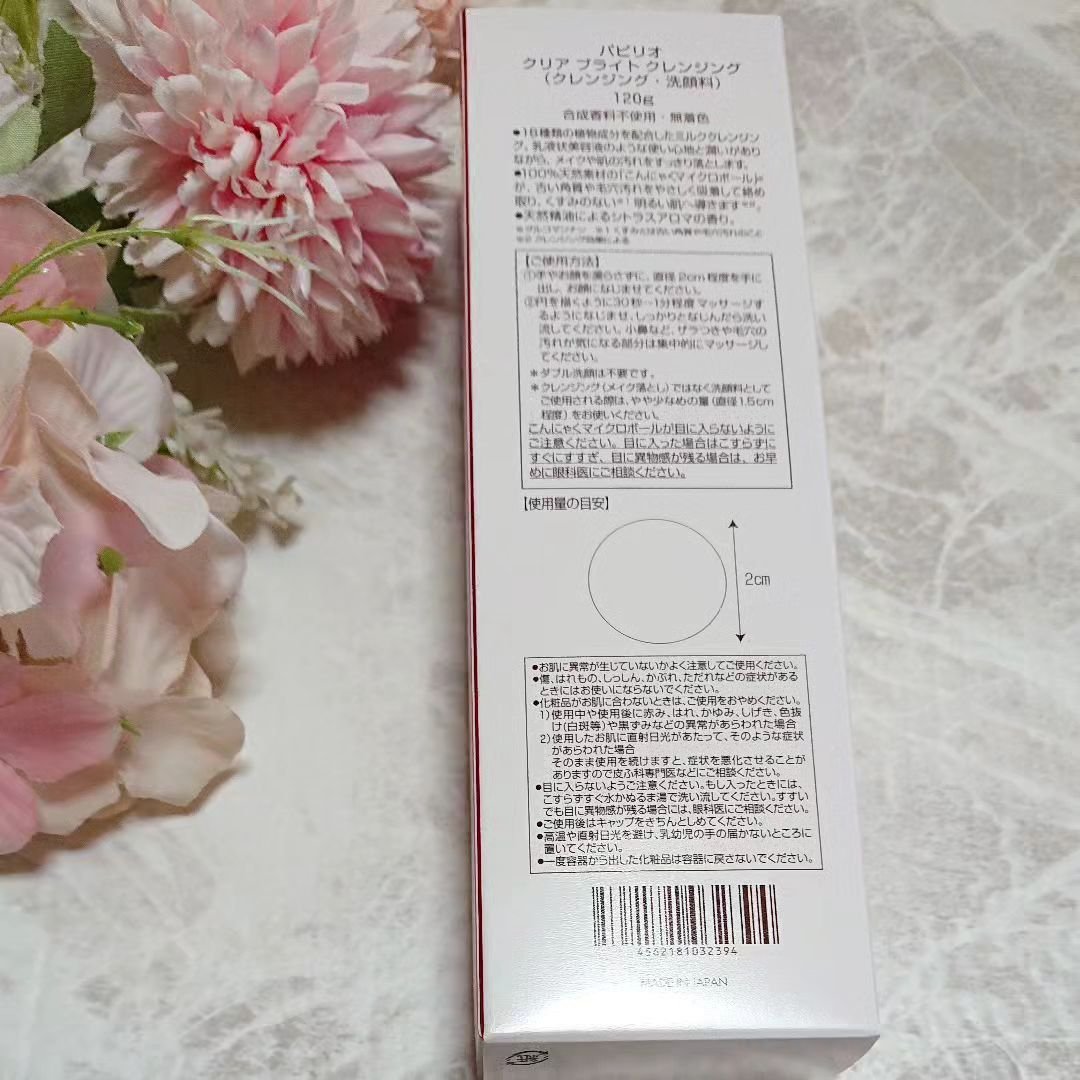 パピリオ
クリア ブライト クレンジング
(クレンジング・洗顔料)
120g
合成香料不使用・無着色
●18種類の植物成分を配合したミルククレンジン
グ。乳液状美容液のような使い心地と潤いがあり
ながら、メイクや肌の汚れをすっきり落とします。
●100%天然素材の「こんにゃくマイクロボール」※
が、古い角質や毛穴汚れをやさしく吸着して絡め
取り、くすみのない※1 明るい肌へ導きます※2。
●天然精油によるシトラスアロマの香り。
※グルコマンナン ※1 くすみとは古い角質や毛穴汚れのこと
※2 クレンジング効果による
【ご使用方法】
①手やお顔を濡らさずに、直径 2cm 程度を手に
出し、お顔になじませてください。
②円を描くように30秒〜1分程度マッサージす
るようになじませ、しっかりとなじんだら洗い
流してください。小鼻など、ザラつきや毛穴の
汚れが気になる部分は集中的にマッサージし
てください。
＊ダブル洗顔は不要です。
＊クレンジング(メイク落とし)ではなく洗顔料として
ご使用される際は、やや少なめの量(直径1.5cm
程度)をお使いください。
こんにゃくマイクロボールが目に入らないように
ご注意ください。目に入った場合はこすらずに
すぐにすすぎ、目に異物感が残る場合は、お早
めに眼科医にご相談ください。
【使用量の目安】
2cm
●お肌に異常が生じていないかよく注意してご使用ください。
●傷、はれもの、しっしん、かぶれ、ただれなどの症状がある
ときにはお使いにならないでください。
●化粧品がお肌に合わないときは、ご使用をおやめください。
1)使用中や使用後に赤み、はれ、かゆみ、しげき、色抜
け(白斑等)や黒ずみなどの異常があらわれた場合
2)使用したお肌に直射日光があたって、そのような症状
があらわれた場合
そのまま使用を続けますと、症状を悪化させることが
ありますので皮ふ科専門医などにご相談ください。
●目に入らないようご注意ください。もし入ったときには、
こすらずすぐ水かぬるま湯で洗い流してください。すすい
でも目に異物感が残る場合には、眼科医にご相談ください。
●ご使用後はキャップをきちんとしめてください。
●高温や直射日光を避け、乳幼児の手の届かないところに
置いてください。
●一度容器から出した化粧品は容器に戻さないでください。
4562181032394
MADE IN JAPAN